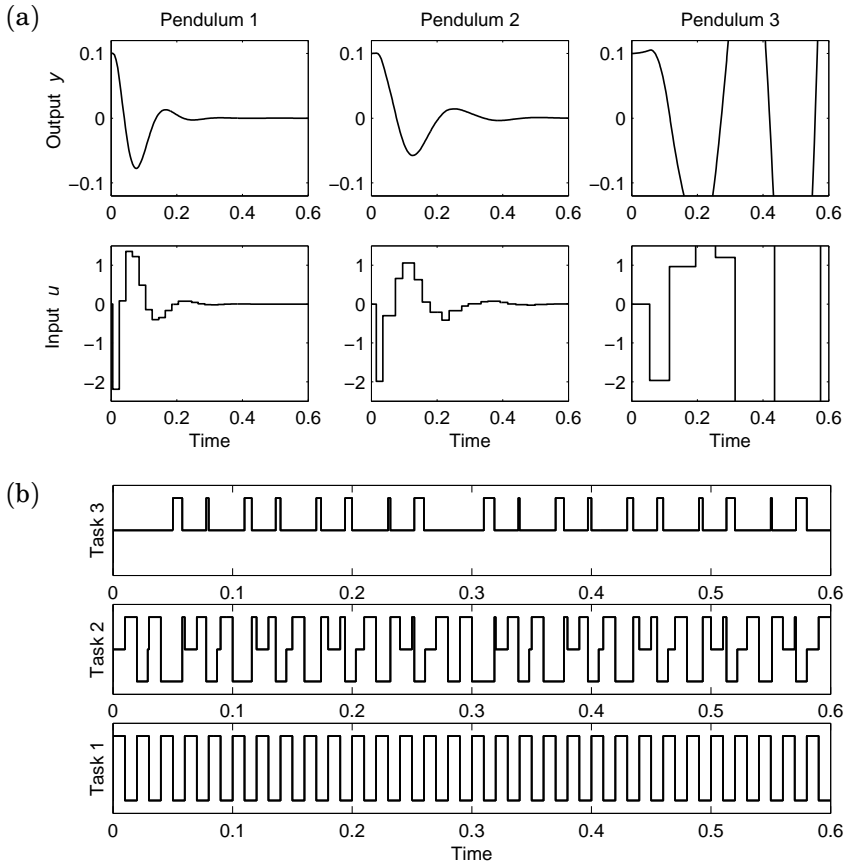 (a)
Pendulum 1 Pendulum 2 Pendulum 3
Output y
0.1 0.1 0.1
0 0 0
−0.1 −0.1 −0.1
0 0.2 0.4 0.6 0 0.2 0.4 0.6 0 0.2 0.4 0.6
Input u
1 1 1
0 0 0
−1 −1 −1
−2 −2 −2
0 0.2 0.4 0.6 0 0.2 0.4 0.6 0 0.2 0.4 0.6
Time Time Time
(b)
Task 3
0 0.1 0.2 0.3 0.4 0.5 0.6
Task 2
0 0.1 0.2 0.3 0.4 0.5 0.6
Task 1
0 0.1 0.2 0.3 0.4 0.5 0.6
Time